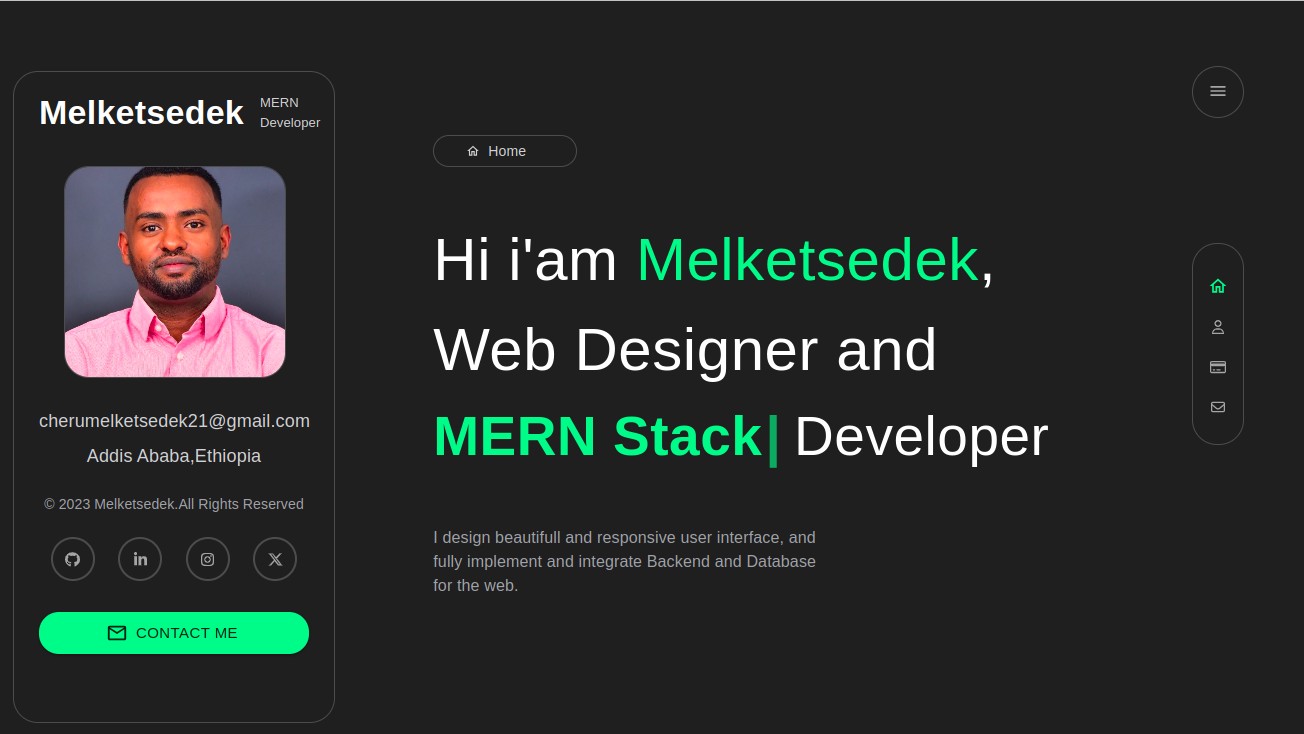 Melketsedek
MERN
Developer
cherumelketsedek21@gmail.com
Addis Ababa,Ethiopia
© 2023 Melketsedek.All Rights Reserved
CONTACT ME
Home
Hi i'am Melketsedek,
Web Designer and
MERN Stack| Developer
I design beautifull and responsive user interface, and
fully implement and integrate Backend and Database
for the web.